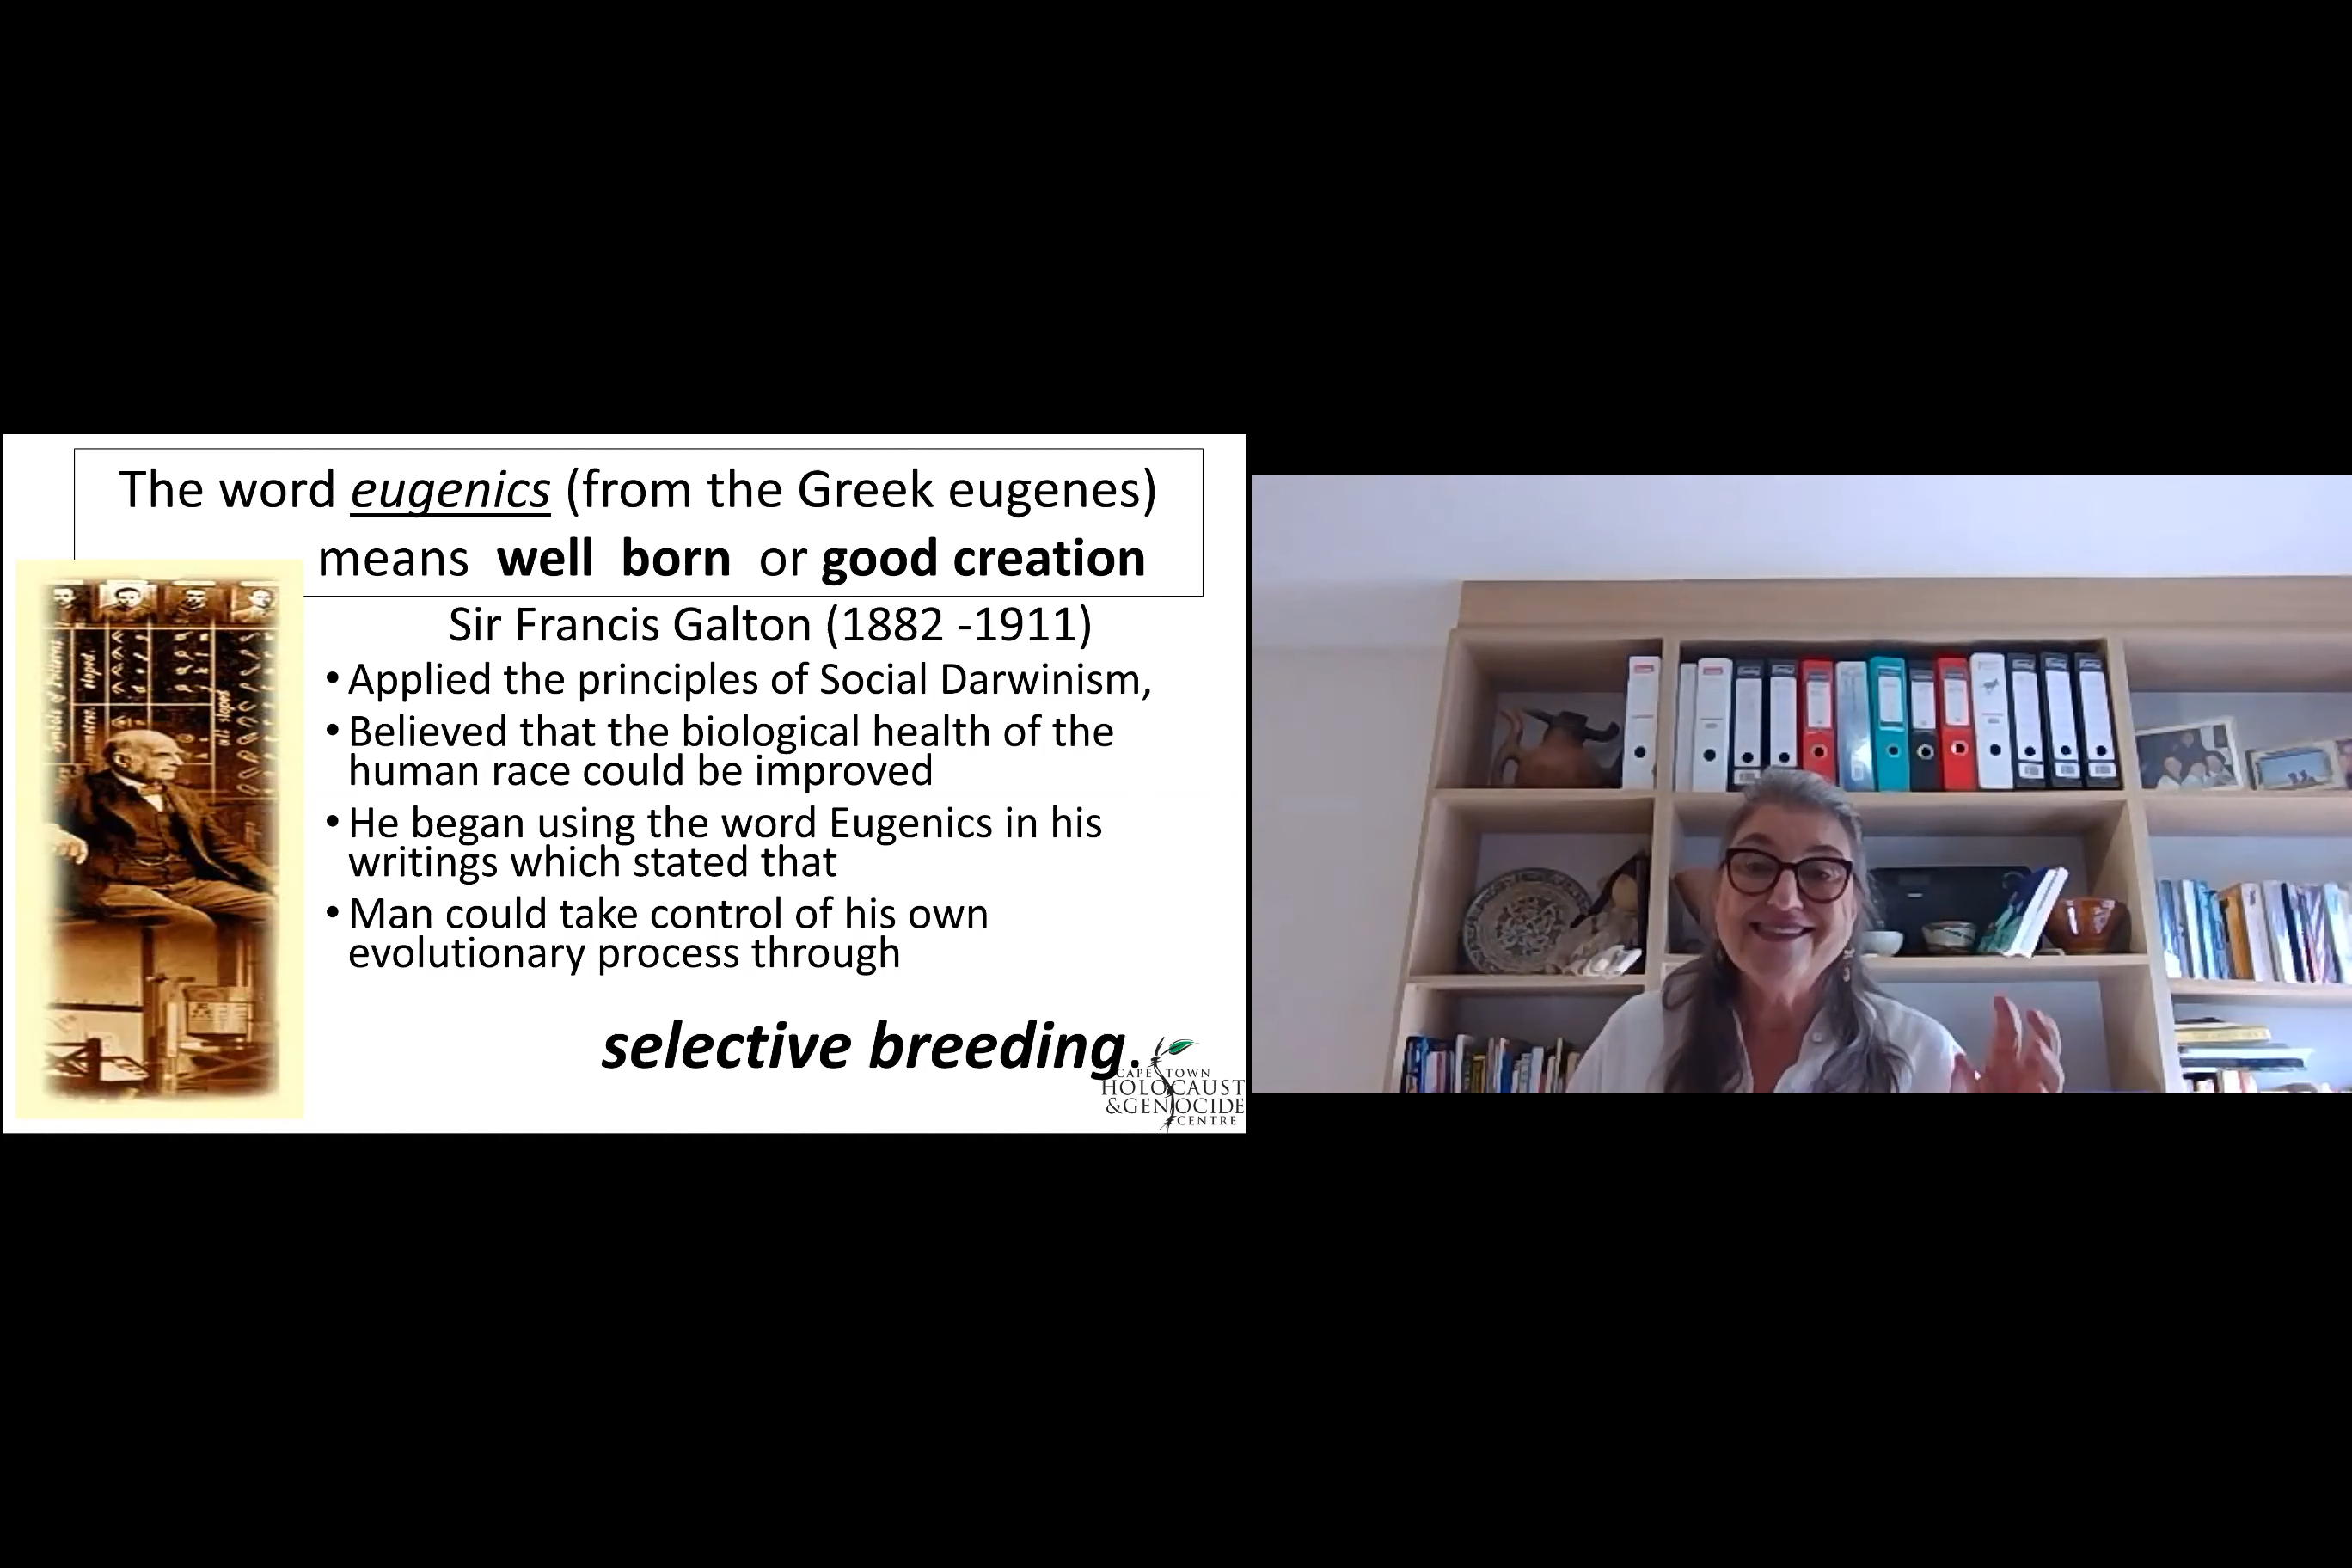 The word eugenics (from the Greek eugenes)
means well born or good creation
Sir Francis Galton (1882 -1911)
• Applied the principles of Social Darwinism,
• Believed that the biological health of the
human race could be improved
• He began using the word Eugenics in his
writings which stated that
• Man could take control of his own
evolutionary process through
selective breeding.
CAPE TOWN
HOLOCAUST
&GENOCIDE
CENTRE
sloped.
all sloped